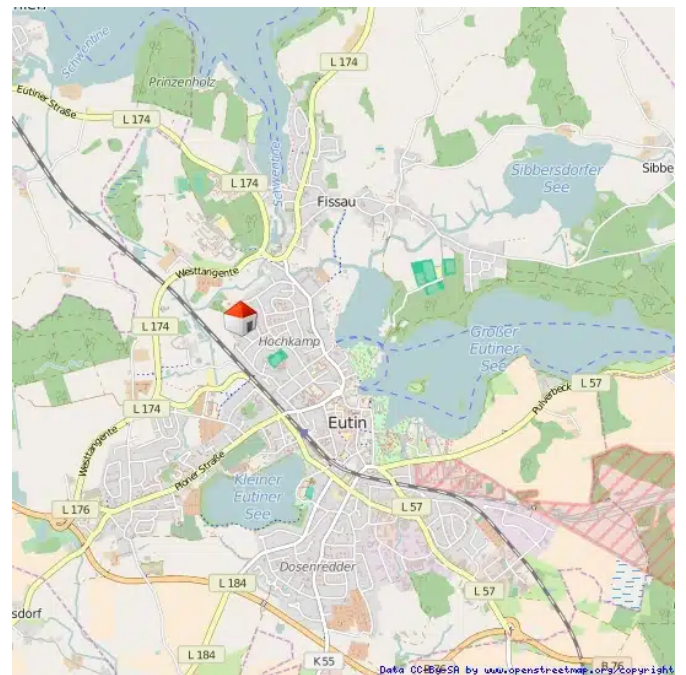 Schwentine
Prinzenholz
L 174
Eutiner Straße
L 174
Sibbersdorfer
See
Sibbe
L 174
Schwentine
Fissau
Westtangente
L 174
Hochkamp
Großer
Eutiner
See
L 57
Pulverbeck
L 174
Eutin
Westtangente
Plöner Straße
Kleiner
Eutiner
See
L 176
L 57
Dosenredder
L 184
L 57
sdorf
L 184
K 55
B 76
B 76
Data CC-By-SA by www.openstreetmap.org/copyright